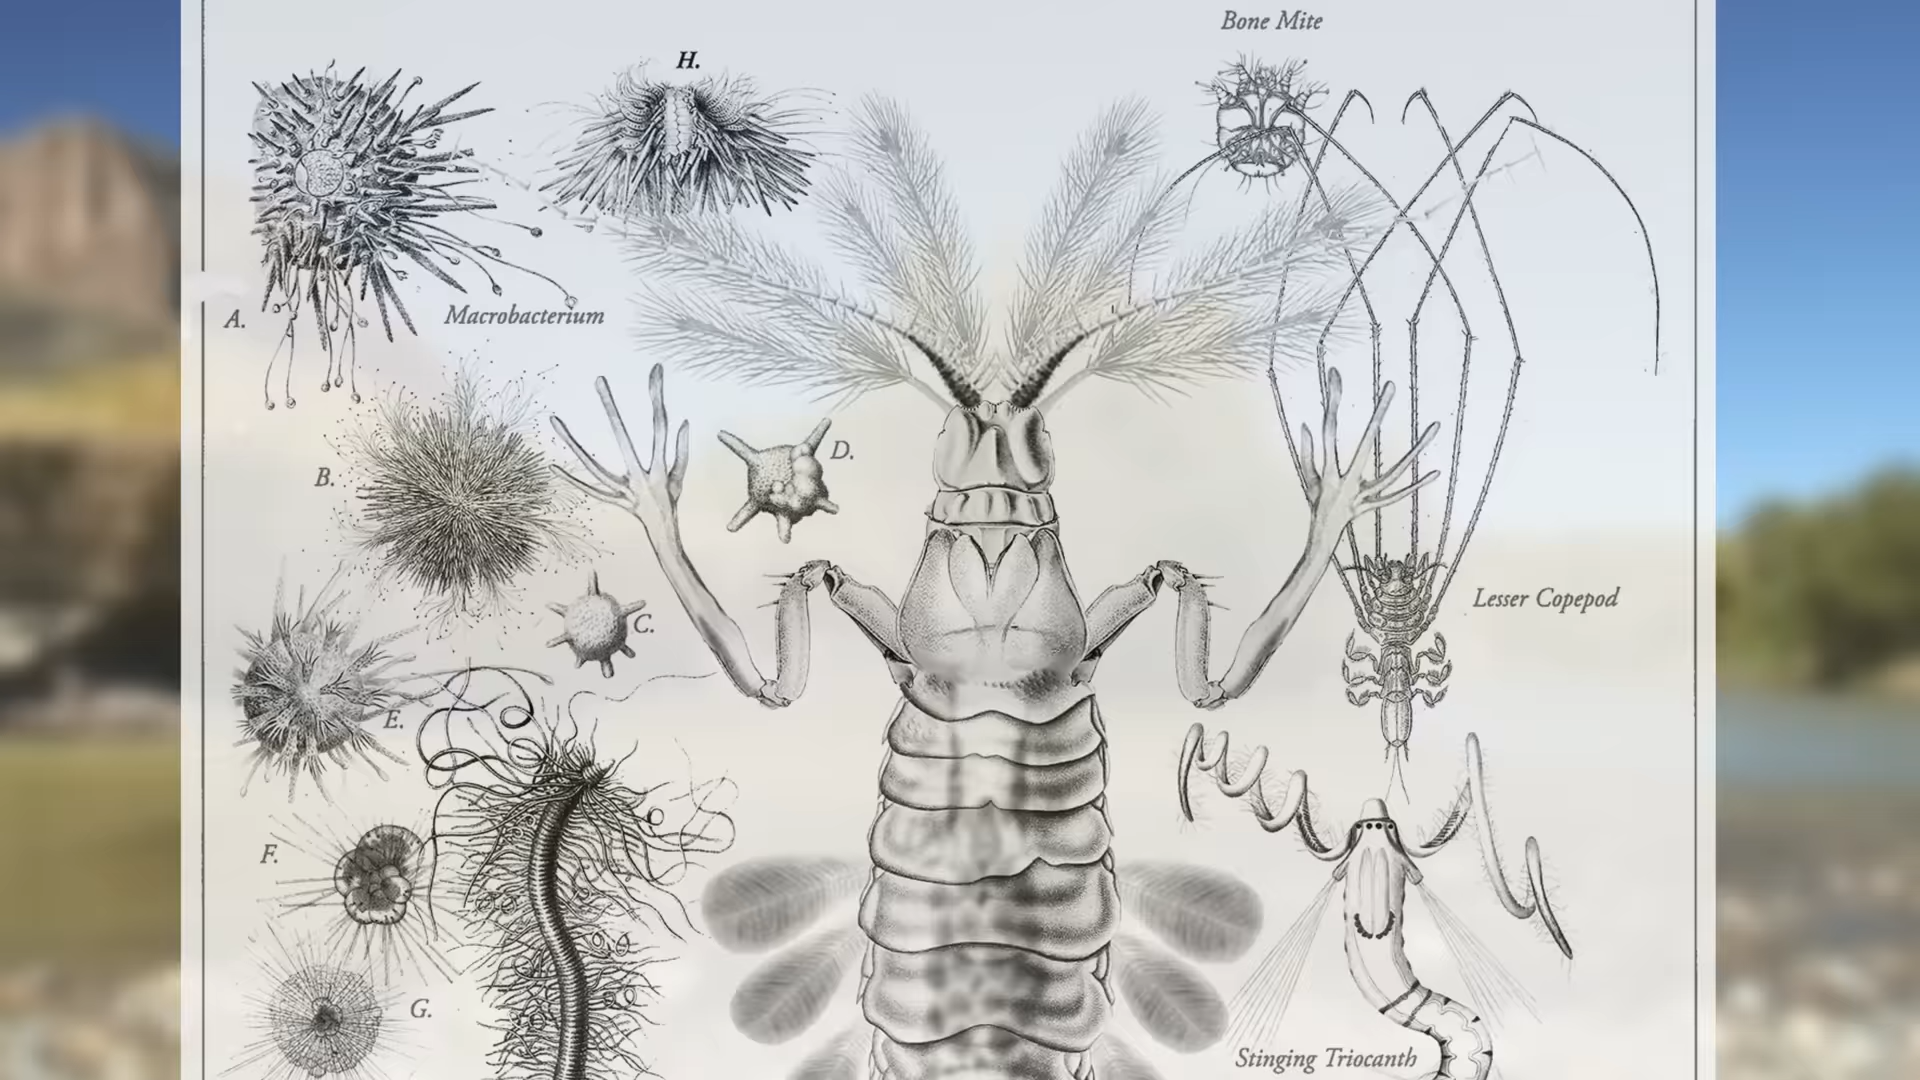 Bone Mite
H.
A.
Macrobacterium
B.
D.
C.
Lesser Copepod
E.
F.
G.
Stinging Triocanth